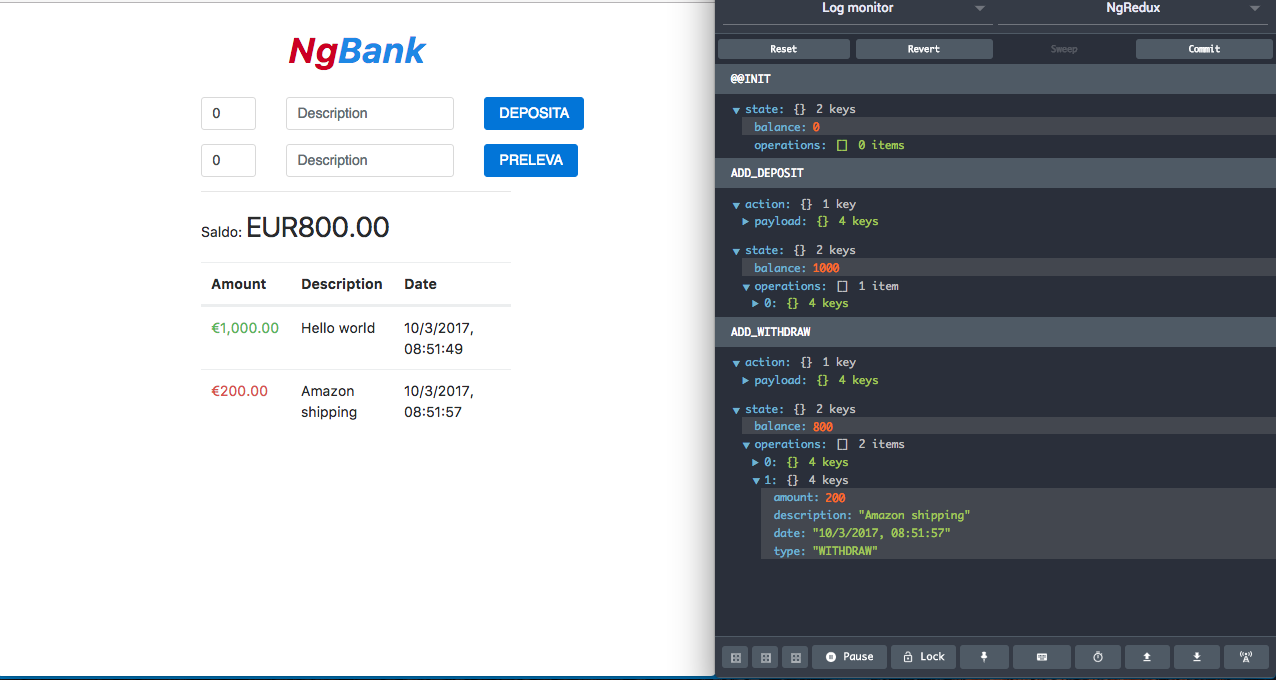 NgBank
0 Description DEPOSITA
0 Description PRELEVA
Saldo: EUR800.00
Amount Description Date
€1,000.00 Hello world 10/3/2017,
08:51:49
€200.00 Amazon 10/3/2017,
shipping 08:51:57
Log monitor NgRedux
Reset Revert Sweep Commit
@@INIT
state: {} 2 keys
balance: 0
operations: [] 0 items
ADD_DEPOSIT
action: {} 1 key
payload: {} 4 keys
state: {} 2 keys
balance: 1000
operations: [] 1 item
0: {} 4 keys
ADD_WITHDRAW
action: {} 1 key
payload: {} 4 keys
state: {} 2 keys
balance: 800
operations: [] 2 items
0: {} 4 keys
1: {} 4 keys
amount: 200
description: "Amazon shipping"
date: "10/3/2017, 08:51:57"
type: "WITHDRAW"
Pause Lock